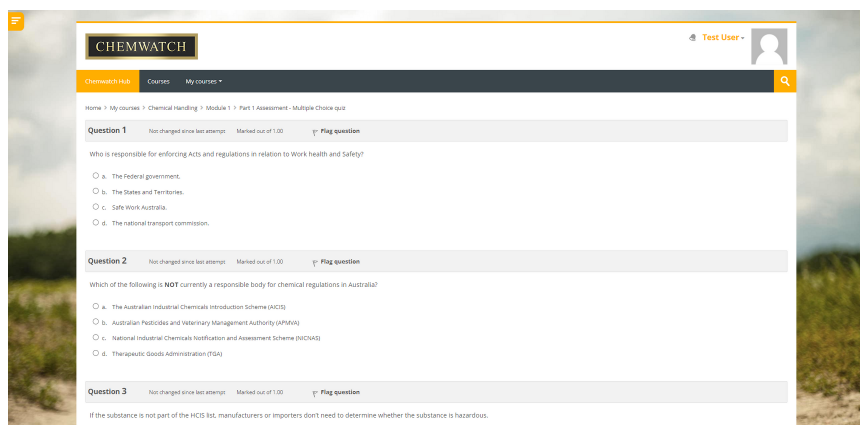 CHEMWATCH
Test User
Chemwatch Hub Courses My courses
Home > My courses > Chemical Handling > Module 1 > Part 1 Assessment - Multiple Choice quiz
Question 1 Not changed since last attempt Marked out of 1.00 Flag question
Who is responsible for enforcing Acts and regulations in relation to Work health and Safety?
a. The Federal government.
b. The States and Territories.
c. Safe Work Australia.
d. The national transport commission.
Question 2 Not changed since last attempt Marked out of 1.00 Flag question
Which of the following is NOT currently a responsible body for chemical regulations in Australia?
a. The Australian Industrial Chemicals Introduction Scheme (AICIS)
b. Australian Pesticides and Veterinary Management Authority (APMVA)
c. National Industrial Chemicals Notification and Assessment Scheme (NICNAS)
d. Therapeutic Goods Administration (TGA)
Question 3 Not changed since last attempt Marked out of 1.00 Flag question
If the substance is not part of the HCIS list, manufacturers or importers don't need to determine whether the substance is hazardous.